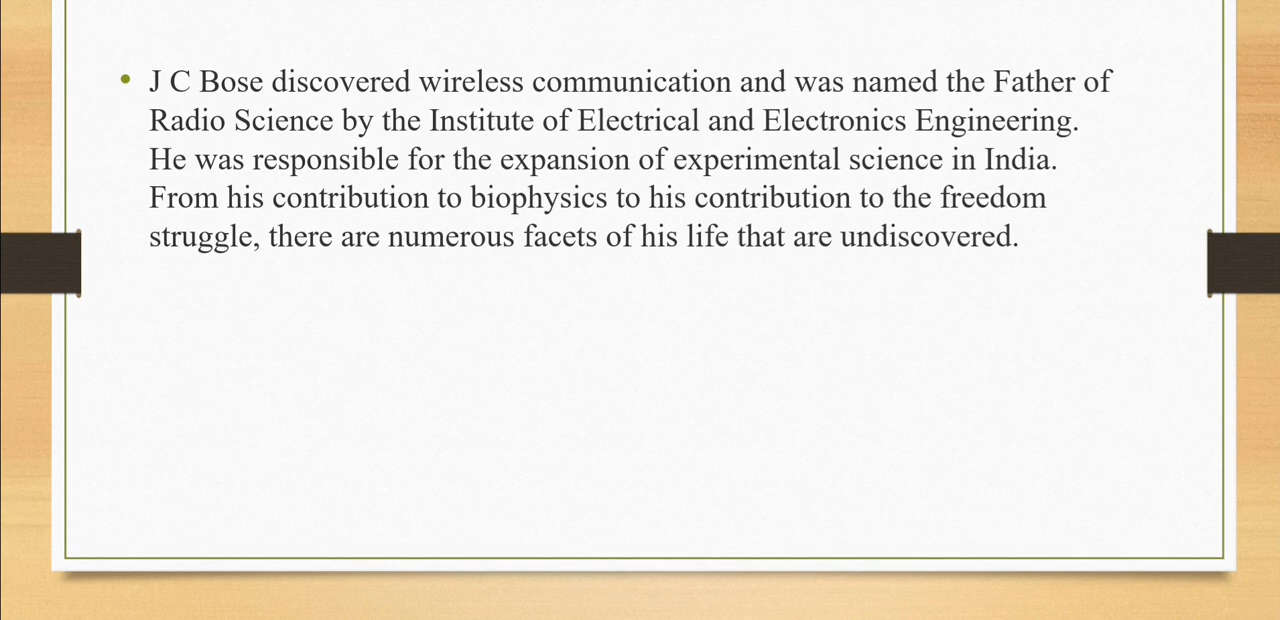 • J C Bose discovered wireless communication and was named the Father of
Radio Science by the Institute of Electrical and Electronics Engineering.
He was responsible for the expansion of experimental science in India.
From his contribution to biophysics to his contribution to the freedom
struggle, there are numerous facets of his life that are undiscovered.